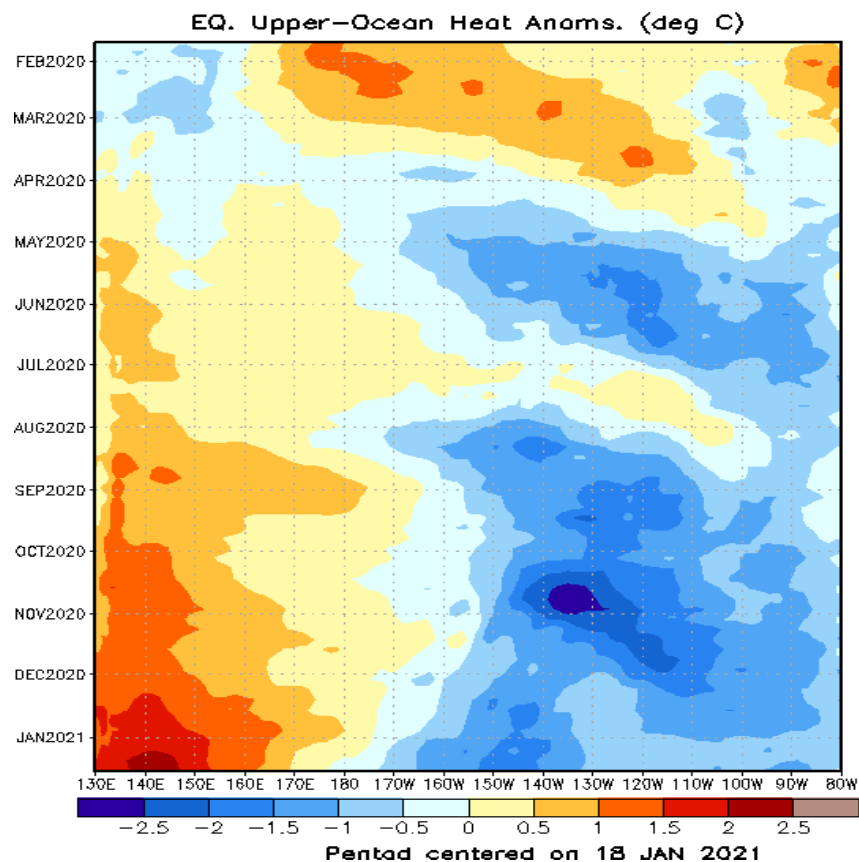 EQ. Upper-Ocean Heat Anoms. (deg C)
FEB2020
MAR2020
APR2020
MAY2020
JUN2020
JUL2020
AUG2020
SEP2020
OCT2020
NOV2020
DEC2020
JAN2021
130E 140E 150E 160E 170E 180 170W 160W 150W 140W 130W 120W 110W 100W 90W 80W
-2.5 -2 -1.5 -1 -0.5 0 0.5 1 1.5 2 2.5
Pentad centered on 18 JAN 2021